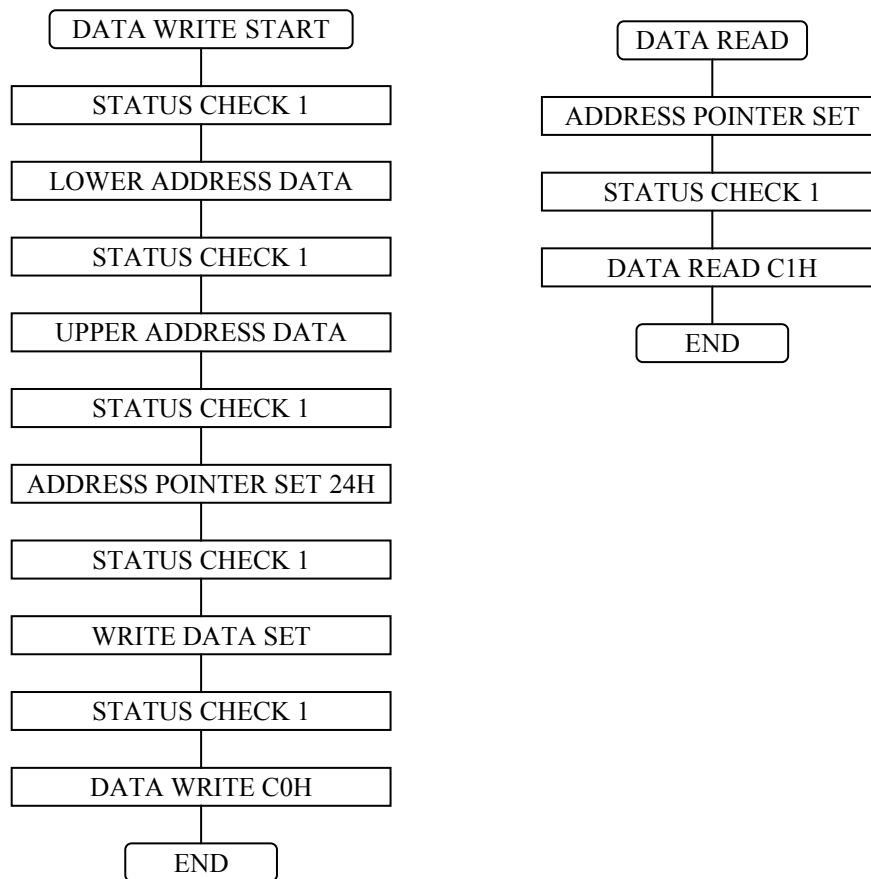 DATA WRITE START
STATUS CHECK 1
LOWER ADDRESS DATA
STATUS CHECK 1
UPPER ADDRESS DATA
STATUS CHECK 1
ADDRESS POINTER SET 24H
STATUS CHECK 1
WRITE DATA SET
STATUS CHECK 1
DATA WRITE C0H
END
DATA READ
ADDRESS POINTER SET
STATUS CHECK 1
DATA READ C1H
END